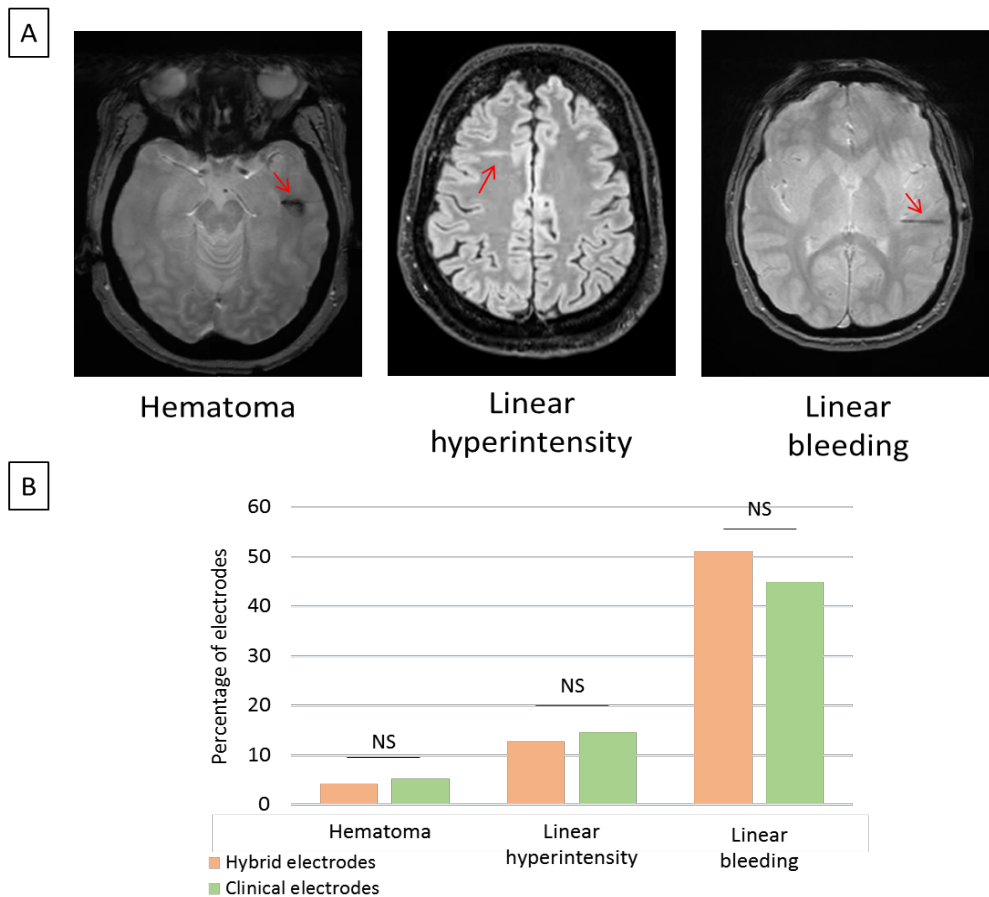 A
Hematoma
Linear
hyperintensity
Linear
bleeding
B
Percentage of electrodes
60
50
40
30
20
10
0
NS
NS
NS
Hematoma
Linear
hyperintensity
Linear
bleeding
Hybrid electrodes
Clinical electrodes